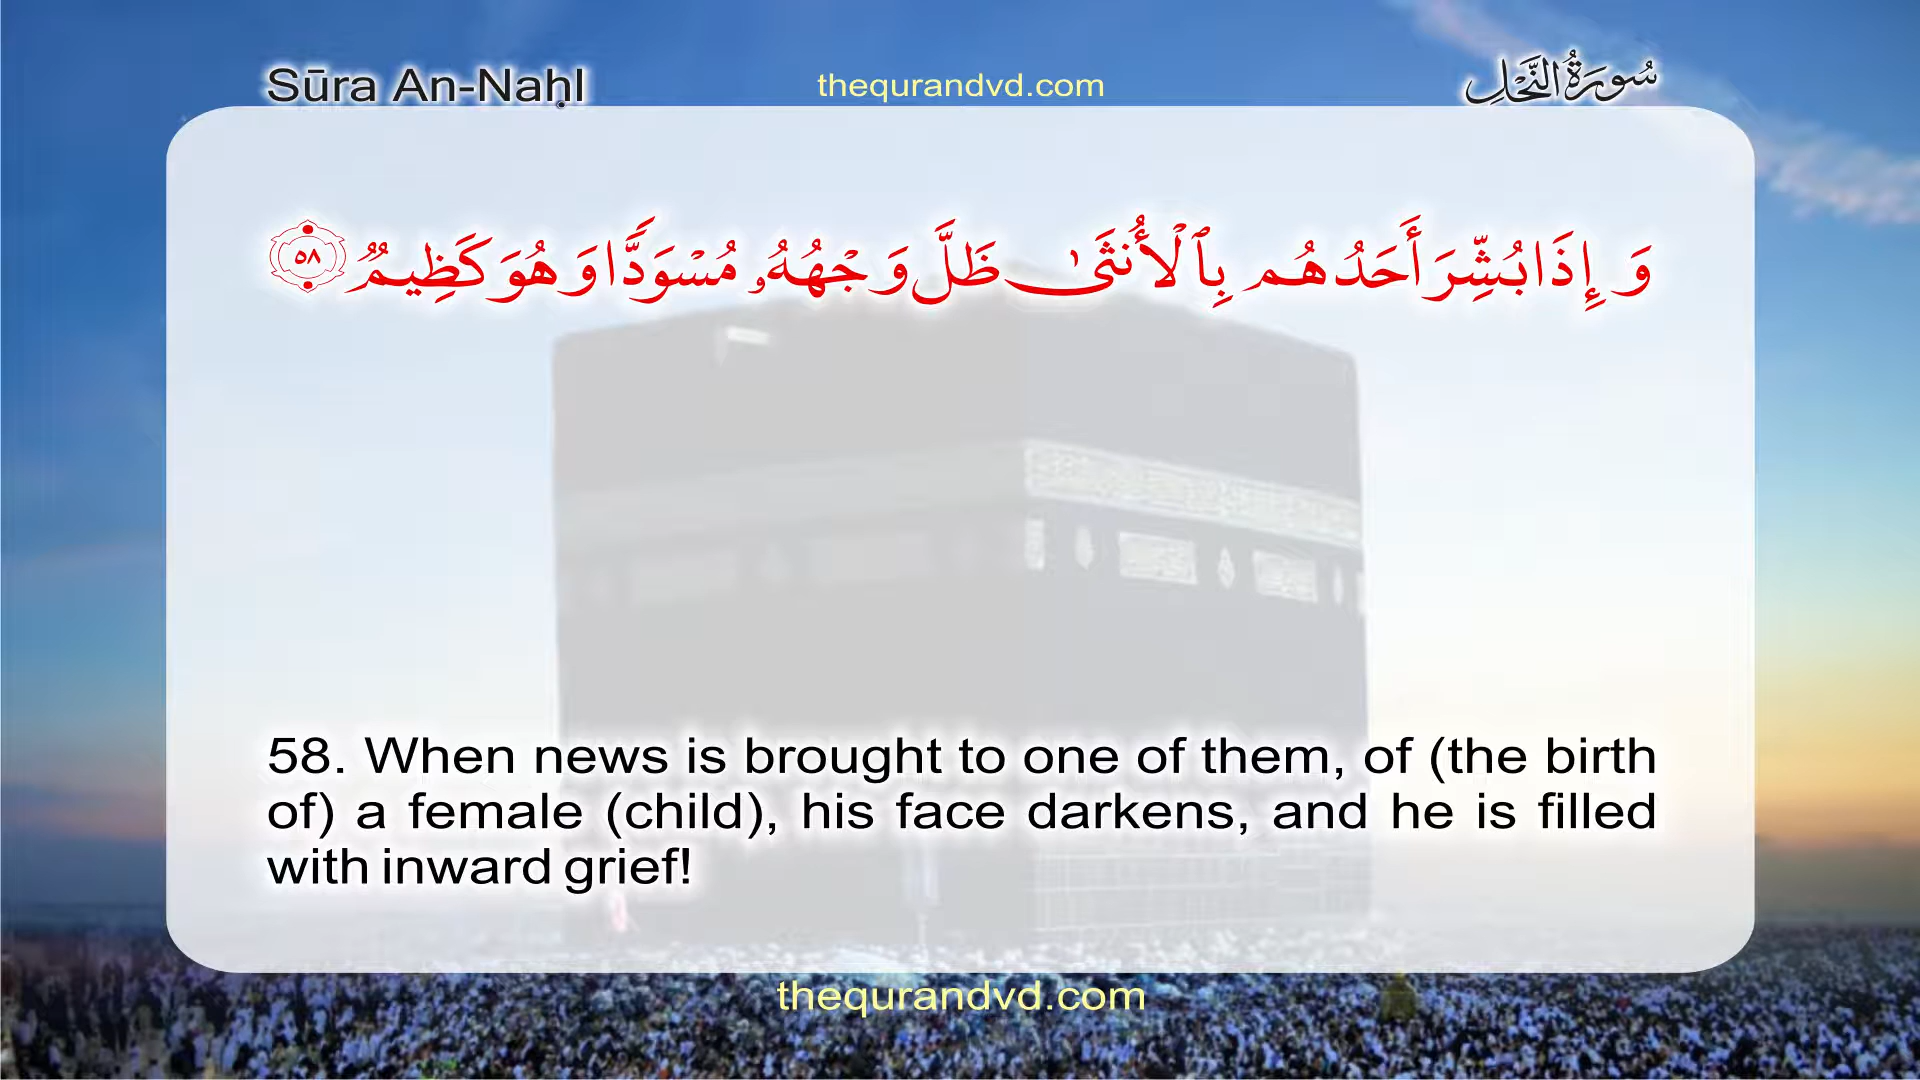 Sūra An-Naḥl
thequrandvd.com
سُورَةُ النَّحْلِ
وَإِذَا بُشِّرَ أَحَدُهُم بِٱلْأُنثَىٰ ظَلَّ وَجْهُهُۥ مُسْوَدًّا وَهُوَ كَظِيمٌ ٥٨
58. When news is brought to one of them, of (the birth
of) a female (child), his face darkens, and he is filled
with inward grief!
thequrandvd.com